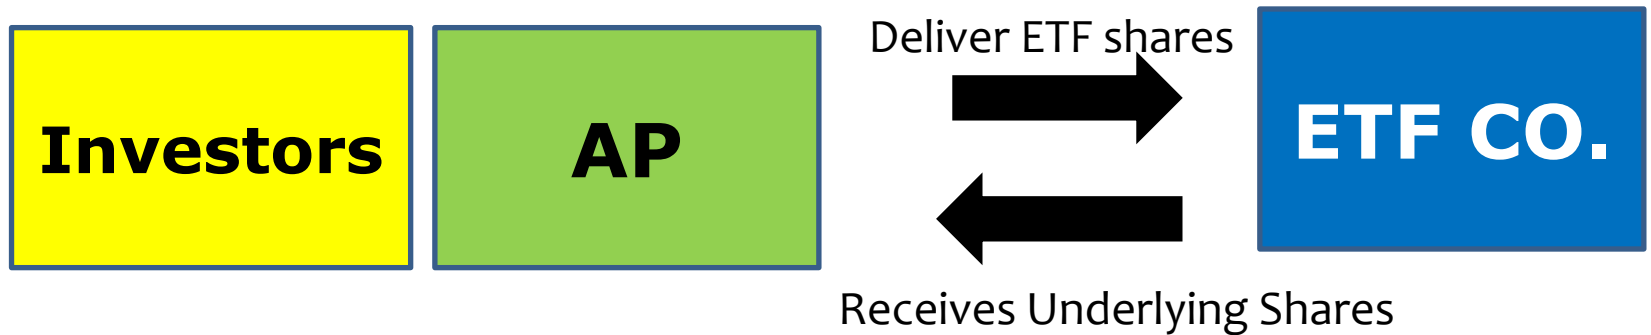 Deliver ETF shares
Investors
AP
ETF CO.
Receives Underlying Shares